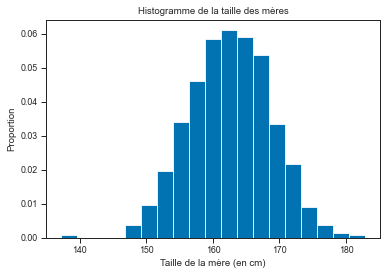 Histogramme de la taille des mères
0.06
0.05
0.04
0.03
0.02
0.01
0.00
Proportion
140 150 160 170 180
Taille de la mère (en cm)